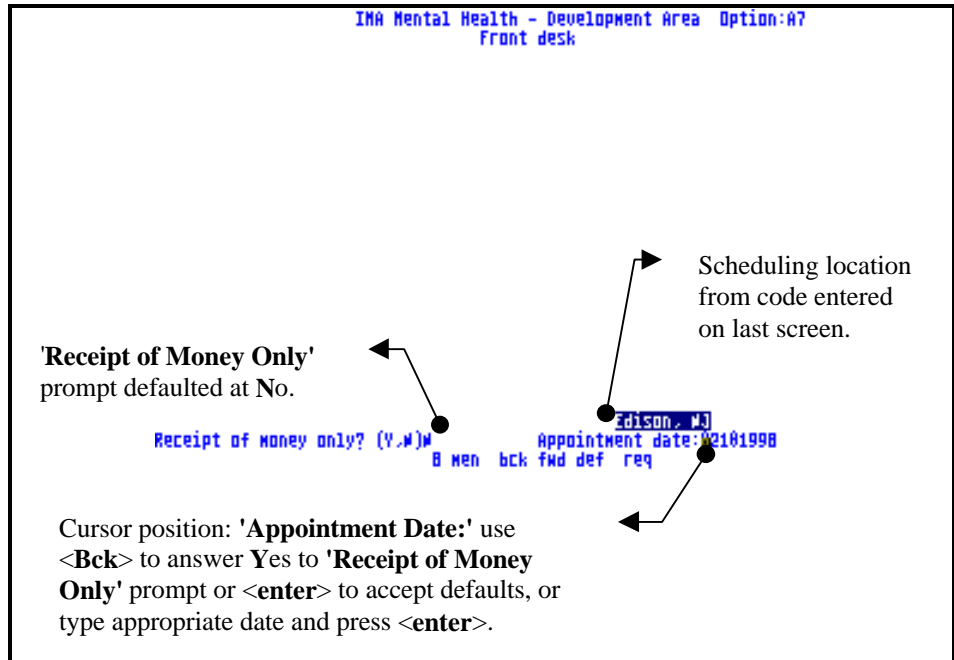 IMA Mental Health - Development Area Option:A7
Front desk
Scheduling location
from code entered
on last screen.
'Receipt of Money Only'
prompt defaulted at No.
Edison, NJ
Receipt of money only? (Y,N)N Appointment date:02101998
8 men bck fwd def req
Cursor position: 'Appointment Date:' use
<Bck> to answer Yes to 'Receipt of Money
Only' prompt or <enter> to accept defaults, or
type appropriate date and press <enter>.